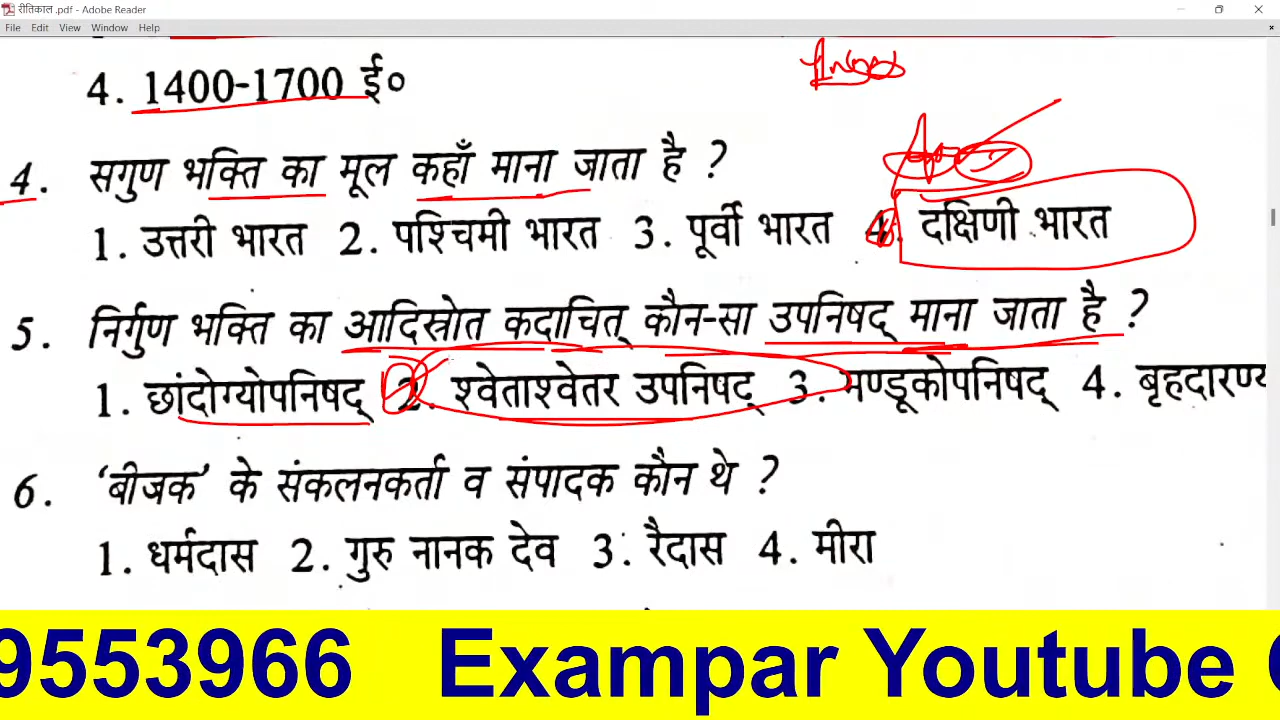 रीतिकाल .pdf - Adobe Reader
File Edit View Window Help
4. 1400-1700 ई०
4. सगुण भक्ति का मूल कहाँ माना जाता है ?
1. उत्तरी भारत 2. पश्चिमी भारत 3. पूर्वी भारत 4. दक्षिणी भारत
5. निर्गुण भक्ति का आदिस्रोत कदाचित् कौन-सा उपनिषद् माना जाता है ?
1. छांदोग्योपनिषद् 2. श्वेताश्वेतर उपनिषद् 3. मण्डूकोपनिषद् 4. बृहदारण्य
6. ‘बीजक’ के संकलनकर्ता व संपादक कौन थे ?
1. धर्मदास 2. गुरु नानक देव 3. रैदास 4. मीरा
9553966 Exampar Youtube C